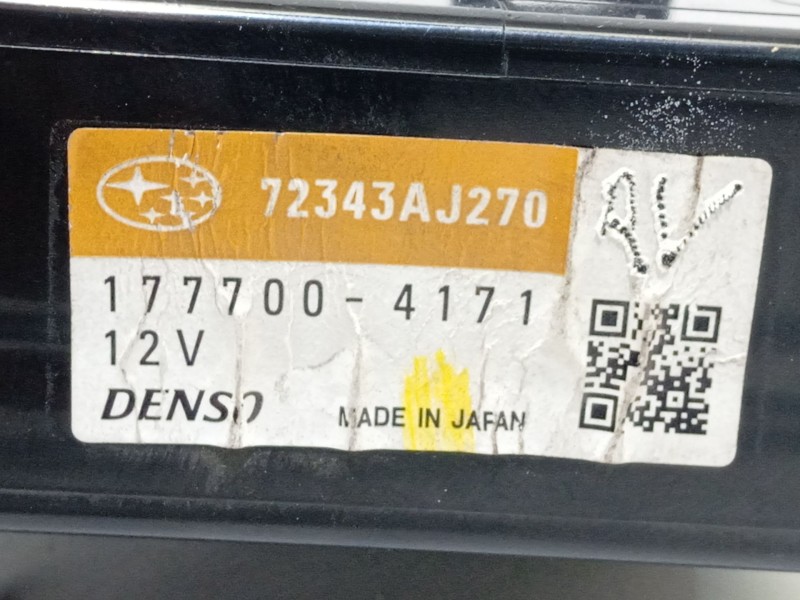 72343AJ270
177700-4171
12V
DENSO
MADE IN JAPAN